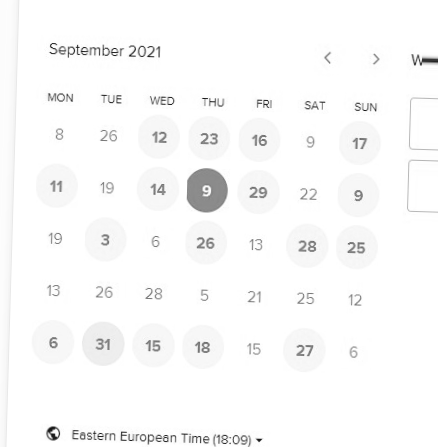 September 2021
MON TUE WED THU FRI SAT SUN
8 26 12 23 16 9 17
11 19 14 9 29 22 9
19 3 6 26 13 28 25
13 26 28 5 21 25 12
6 31 15 18 15 27 6
Eastern European Time (18:09)